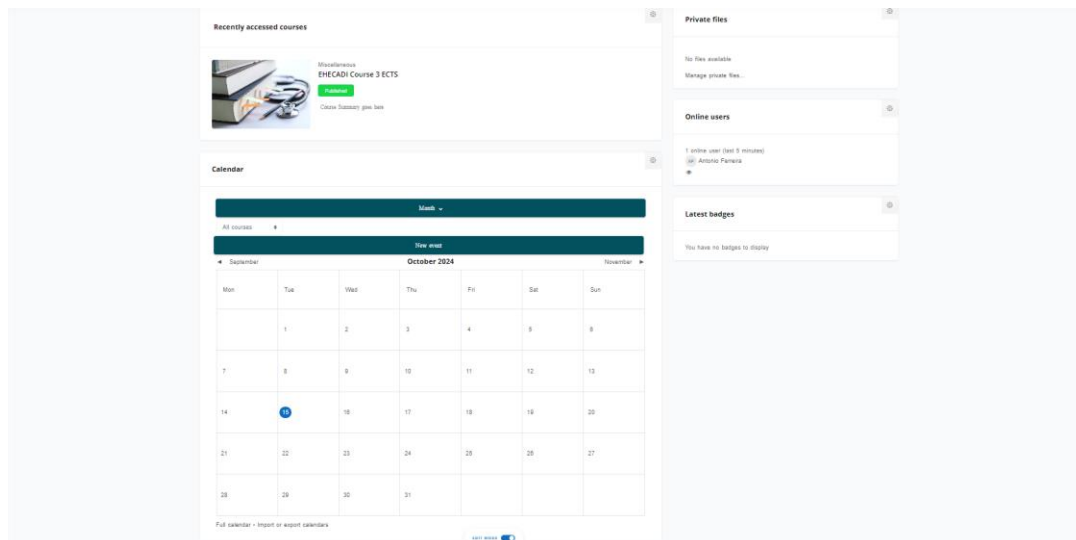 Recently accessed courses
Miscellaneous
EHECADI Course 3 ECTS
Published
Course Summary goes here
Calendar
Month
All courses
New event
◄ September October 2024 November ►
Mon Tue Wed Thu Fri Sat Sun
1 2 3 4 5 6
7 8 9 10 11 12 13
14 15 16 17 18 19 20
21 22 23 24 25 26 27
28 29 30 31
Full calendar • Import or export calendars
Private files
No files available
Manage private files...
Online users
1 online user (last 5 minutes)
Antonio Ferreira
Latest badges
You have no badges to display